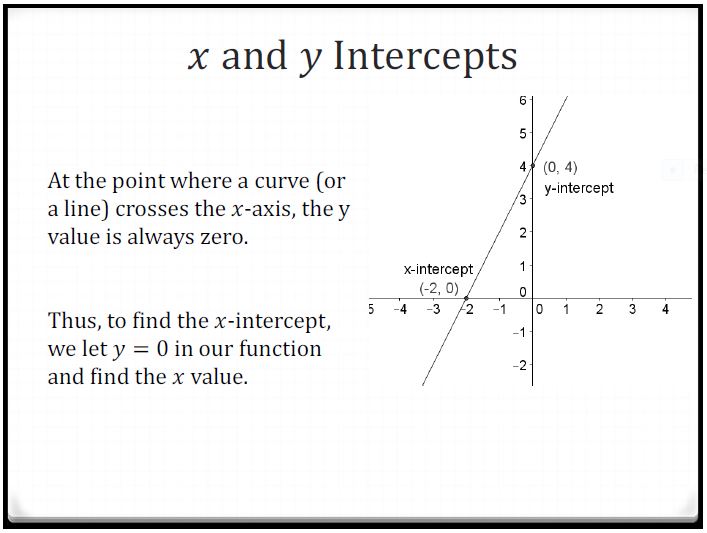 x and y Intercepts
At the point where a curve (or
a line) crosses the x-axis, the y
value is always zero.
Thus, to find the x-intercept,
we let y = 0 in our function
and find the x value.
6
5
4 (0, 4)
y-intercept
3
2
1
x-intercept
(-2, 0)
0
5 -4 -3 -2 -1 0 1 2 3 4
-1
-2